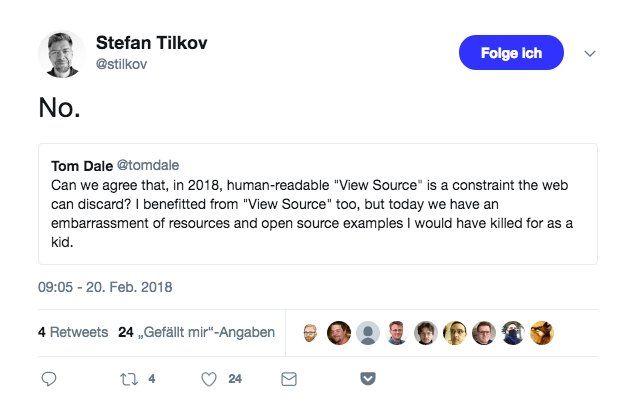 Stefan Tilkov
@stilkov
Folge ich
No.
Tom Dale @tomdale
Can we agree that, in 2018, human-readable "View Source" is a constraint the web
can discard? I benefitted from "View Source" too, but today we have an
embarrassment of resources and open source examples I would have killed for as a
kid.
09:05 - 20. Feb. 2018
4 Retweets 24 „Gefällt mir“-Angaben
4 24